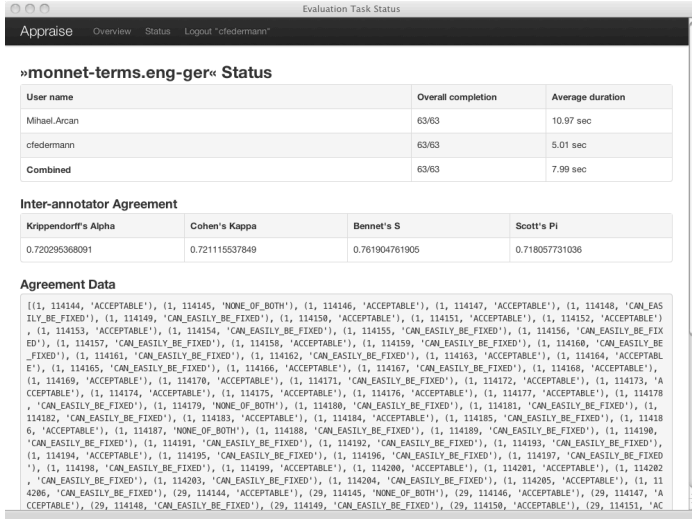 Evaluation Task Status
Appraise Overview Status Logout "cfedermann"
»monnet-terms.eng-ger« Status
User name Overall completion Average duration
Mihael.Arcan 63/63 10.97 sec
cfedermann 63/63 5.01 sec
Combined 63/63 7.99 sec
Inter-annotator Agreement
Krippendorff's Alpha Cohen's Kappa Bennet's S Scott's Pi
0.720295368091 0.721115537849 0.761904761905 0.718057731036
Agreement Data
[(1, 114144, 'ACCEPTABLE'), (1, 114145, 'NONE_OF_BOTH'), (1, 114146, 'ACCEPTABLE'), (1, 114147, 'ACCEPTABLE'), (1, 114148, 'CAN_EAS
ILY_BE_FIXED'), (1, 114149, 'CAN_EASILY_BE_FIXED'), (1, 114150, 'ACCEPTABLE'), (1, 114151, 'ACCEPTABLE'), (1, 114152, 'ACCEPTABLE')
, (1, 114153, 'ACCEPTABLE'), (1, 114154, 'CAN_EASILY_BE_FIXED'), (1, 114155, 'CAN_EASILY_BE_FIXED'), (1, 114156, 'CAN_EASILY_BE_FIX
ED'), (1, 114157, 'CAN_EASILY_BE_FIXED'), (1, 114158, 'ACCEPTABLE'), (1, 114159, 'CAN_EASILY_BE_FIXED'), (1, 114160, 'CAN_EASILY_BE
_FIXED'), (1, 114161, 'CAN_EASILY_BE_FIXED'), (1, 114162, 'CAN_EASILY_BE_FIXED'), (1, 114163, 'ACCEPTABLE'), (1, 114164, 'ACCEPTABL
E'), (1, 114165, 'CAN_EASILY_BE_FIXED'), (1, 114166, 'ACCEPTABLE'), (1, 114167, 'CAN_EASILY_BE_FIXED'), (1, 114168, 'ACCEPTABLE'),
(1, 114169, 'ACCEPTABLE'), (1, 114170, 'ACCEPTABLE'), (1, 114171, 'CAN_EASILY_BE_FIXED'), (1, 114172, 'ACCEPTABLE'), (1, 114173, 'A
CCEPTABLE'), (1, 114174, 'ACCEPTABLE'), (1, 114175, 'ACCEPTABLE'), (1, 114176, 'ACCEPTABLE'), (1, 114177, 'ACCEPTABLE'), (1, 114178
, 'CAN_EASILY_BE_FIXED'), (1, 114179, 'NONE_OF_BOTH'), (1, 114180, 'CAN_EASILY_BE_FIXED'), (1, 114181, 'CAN_EASILY_BE_FIXED'), (1,
114182, 'CAN_EASILY_BE_FIXED'), (1, 114183, 'ACCEPTABLE'), (1, 114184, 'ACCEPTABLE'), (1, 114185, 'CAN_EASILY_BE_FIXED'), (1, 11418
6, 'ACCEPTABLE'), (1, 114187, 'NONE_OF_BOTH'), (1, 114188, 'CAN_EASILY_BE_FIXED'), (1, 114189, 'CAN_EASILY_BE_FIXED'), (1, 114190,
'CAN_EASILY_BE_FIXED'), (1, 114191, 'CAN_EASILY_BE_FIXED'), (1, 114192, 'CAN_EASILY_BE_FIXED'), (1, 114193, 'CAN_EASILY_BE_FIXED'),
(1, 114194, 'ACCEPTABLE'), (1, 114195, 'CAN_EASILY_BE_FIXED'), (1, 114196, 'CAN_EASILY_BE_FIXED'), (1, 114197, 'CAN_EASILY_BE_FIXED
'), (1, 114198, 'CAN_EASILY_BE_FIXED'), (1, 114199, 'ACCEPTABLE'), (1, 114200, 'ACCEPTABLE'), (1, 114201, 'ACCEPTABLE'), (1, 114202
, 'CAN_EASILY_BE_FIXED'), (1, 114203, 'CAN_EASILY_BE_FIXED'), (1, 114204, 'CAN_EASILY_BE_FIXED'), (1, 114205, 'ACCEPTABLE'), (1, 11
4206, 'CAN_EASILY_BE_FIXED'), (29, 114144, 'ACCEPTABLE'), (29, 114145, 'NONE_OF_BOTH'), (29, 114146, 'ACCEPTABLE'), (29, 114147, 'A
CCEPTABLE'), (29, 114148, 'CAN_EASILY_BE_FIXED'), (29, 114149, 'CAN_EASILY_BE_FIXED'), (29, 114150, 'ACCEPTABLE'), (29, 114151, 'AC